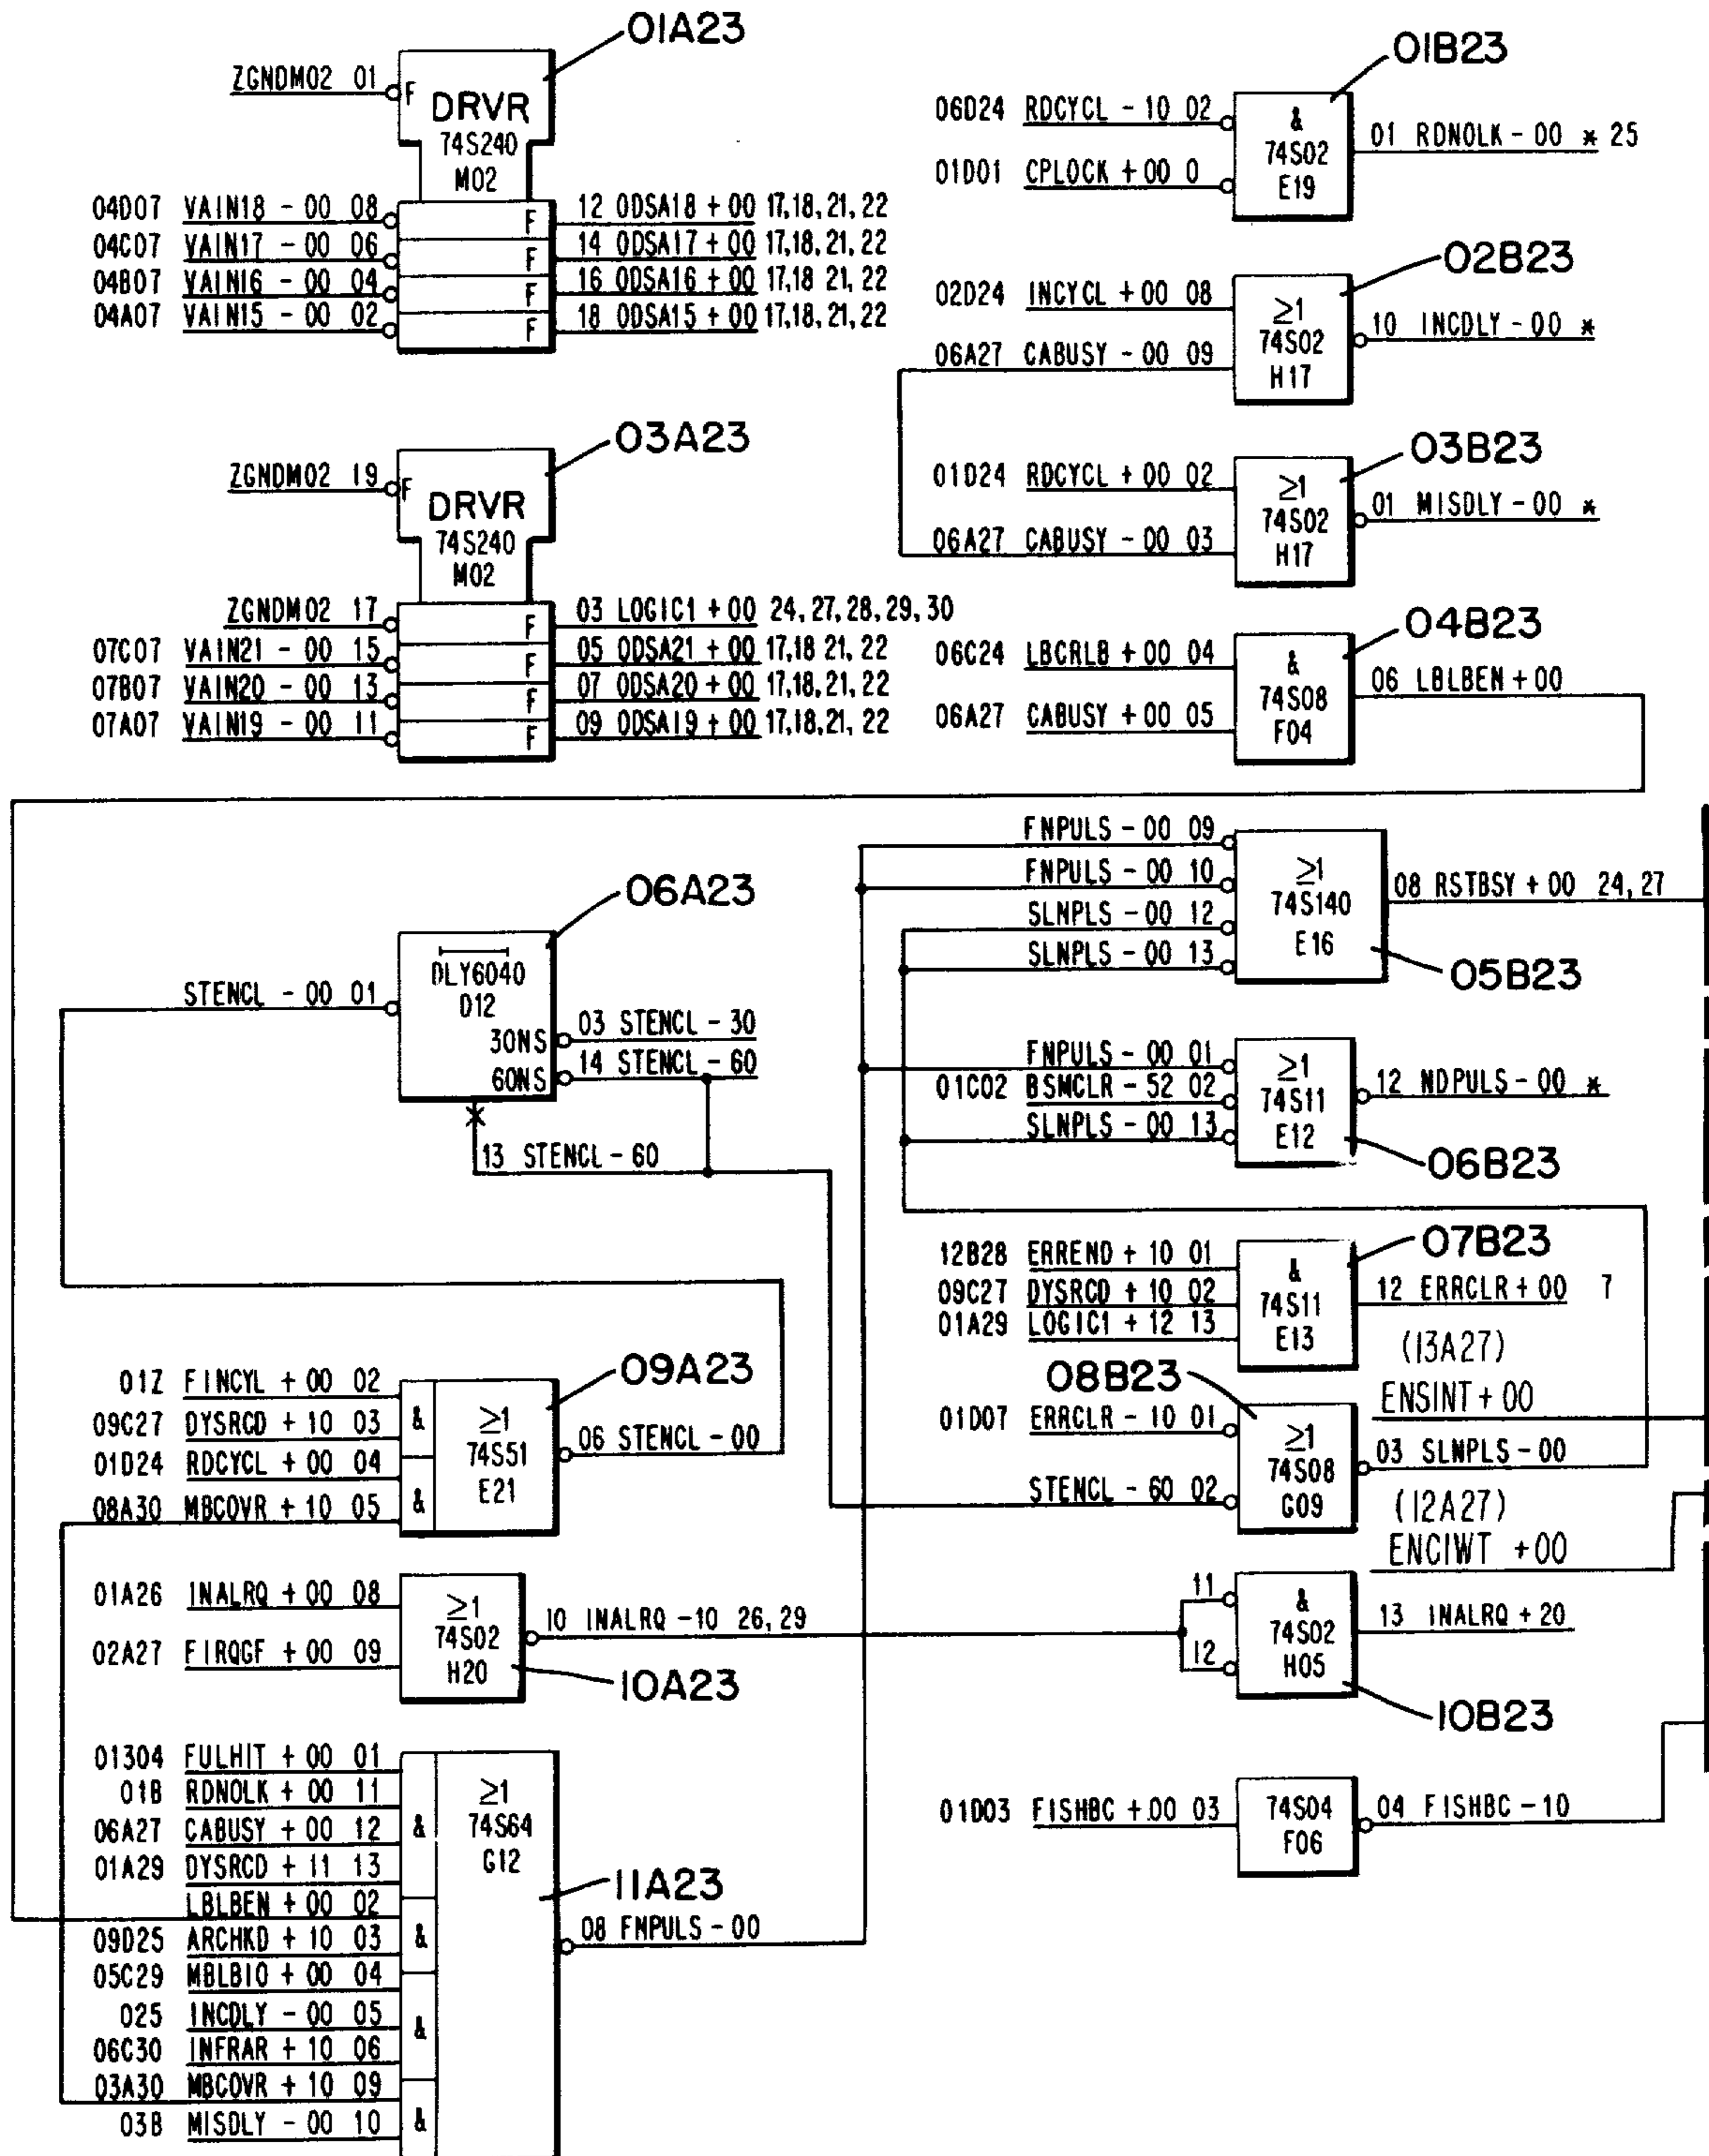 01A23
ZGNDM02 01
F
DRVR
74S240
M02
04D07 VAIN18 - 00 08 F 12 ODSA18 + 00 17,18,21,22
04C07 VAIN17 - 00 06 F 14 ODSA17 + 00 17,18,21,22
04B07 VAIN16 - 00 04 F 16 ODSA16 + 00 17,18 21,22
04A07 VAIN15 - 00 02 F 18 ODSA15 + 00 17,18,21,22
03A23
ZGNDM02 19
F
DRVR
74S240
M02
ZGNDM02 17 F 03 LOGIC1 + 00 24,27,28,29,30
07C07 VAIN21 - 00 15 F 05 ODSA21 + 00 17,18 21,22
07B07 VAIN20 - 00 13 F 07 ODSA20 + 00 17,18,21,22
07A07 VAIN19 - 00 11 F 09 ODSA19 + 00 17,18,21,22
01B23
06D24 RDCYCL - 10 02
01D01 CPLOCK + 00 0
&
74S02
E19
01 RDNOLK - 00 * 25
02B23
02D24 INCYCL + 00 08
06A27 CABUSY - 00 09
≥1
74S02
H17
10 INCDLY - 00 *
03B23
01D24 RDCYCL + 00 02
06A27 CABUSY - 00 03
≥1
74S02
H17
01 MISDLY - 00 *
04B23
06C24 LBCRLB + 00 04
06A27 CABUSY + 00 05
&
74S08
F04
06 LBLBEN + 00
06A23
STENCL - 00 01
DLY6040
D12
30NS
60NS
03 STENCL - 30
14 STENCL - 60
13 STENCL - 60
FNPULS - 00 09
FNPULS - 00 10
SLNPLS - 00 12
SLNPLS - 00 13
≥1
74S140
E16
08 RSTBSY + 00 24,27
05B23
FNPULS - 00 01
01C02 BSMCLR - 52 02
SLNPLS - 00 13
≥1
74S11
E12
12 NDPULS - 00 *
06B23
07B23
12B28 ERREND + 10 01
09C27 DYSRCD + 10 02
01A29 LOGIC1 + 12 13
&
74S11
E13
12 ERRCLR + 00 7
(13A27)
ENSINT + 00
08B23
01D07 ERRCLR - 10 01
STENCL - 60 02
≥1
74S08
G09
03 SLNPLS - 00
(12A27)
ENCIWT + 00
09A23
01Z FINCYL + 00 02
09C27 DYSRCD + 10 03
01D24 RDCYCL + 00 04
08A30 MBCOVR + 10 05
&
&
≥1
74S51
E21
06 STENCL - 00
01A26 INALRQ + 00 08
02A27 FIRQGF + 00 09
≥1
74S02
H20
10 INALRQ - 10 26,29
10A23
11
12
&
74S02
H05
13 INALRQ + 20
10B23
01304 FULHIT + 00 01
01B RDNOLK + 00 11
06A27 CABUSY + 00 12
01A29 DYSRCD + 11 13
LBLBEN + 00 02
09D25 ARCHKD + 10 03
05C29 MBLBIO + 00 04
025 INCDLY - 00 05
06C30 INFRAR + 10 06
03A30 MBCOVR + 10 09
03B MISDLY - 00 10
&
&
&
&
≥1
74S64
G12
11A23
08 FNPULS - 00
01D03 FISHBC + 00 03
74S04
F06
04 FISHBC - 10